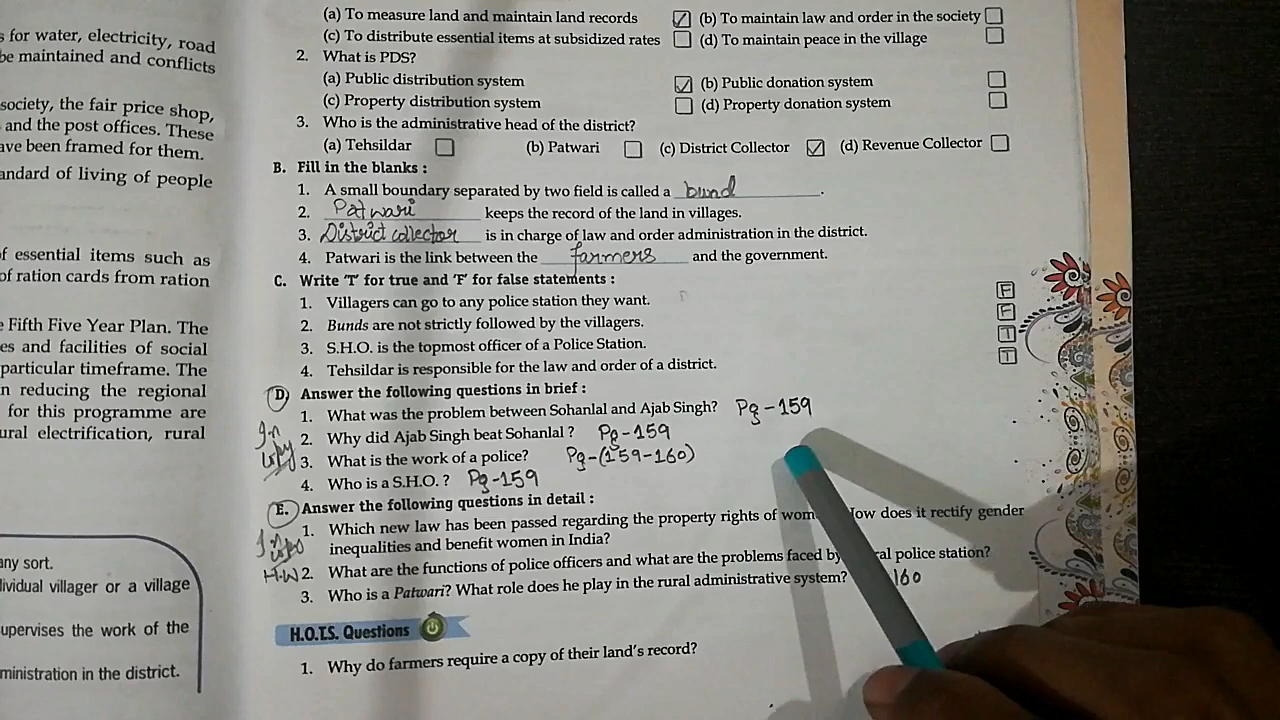 s for water, electricity, road
be maintained and conflicts
society, the fair price shop,
and the post offices. These
ave been framed for them.
andard of living of people
f essential items such as
of ration cards from ration
e Fifth Five Year Plan. The
es and facilities of social
particular timeframe. The
n reducing the regional
for this programme are
ural electrification, rural
any sort.
dividual villager or a village
upervises the work of the
ministration in the district.
(a) To measure land and maintain land records ☑ (b) To maintain law and order in the society ☐
(c) To distribute essential items at subsidized rates ☐ (d) To maintain peace in the village ☐
2. What is PDS?
(a) Public distribution system ☑ (b) Public donation system ☐
(c) Property distribution system ☐ (d) Property donation system ☐
3. Who is the administrative head of the district?
(a) Tehsildar ☐ (b) Patwari ☐ (c) District Collector ☑ (d) Revenue Collector ☐
B. Fill in the blanks :
1. A small boundary separated by two field is called a bund.
2. Patwari keeps the record of the land in villages.
3. District collector is in charge of law and order administration in the district.
4. Patwari is the link between the farmers and the government.
C. Write 'T' for true and 'F' for false statements :
1. Villagers can go to any police station they want. F
2. Bunds are not strictly followed by the villagers. F
3. S.H.O. is the topmost officer of a Police Station. T
4. Tehsildar is responsible for the law and order of a district. T
D) Answer the following questions in brief :
1. What was the problem between Sohanlal and Ajab Singh? Pg-159
In 2. Why did Ajab Singh beat Sohanlal ? Pg-159
copy 3. What is the work of a police? Pg-(159-160)
4. Who is a S.H.O. ? Pg-159
E. Answer the following questions in detail :
1. Which new law has been passed regarding the property rights of wom ow does it rectify gender
In inequalities and benefit women in India?
H.W 2. What are the functions of police officers and what are the problems faced by al police station?
3. Who is a Patwari? What role does he play in the rural administrative system? 160
H.O.T.S. Questions
1. Why do farmers require a copy of their land's record?